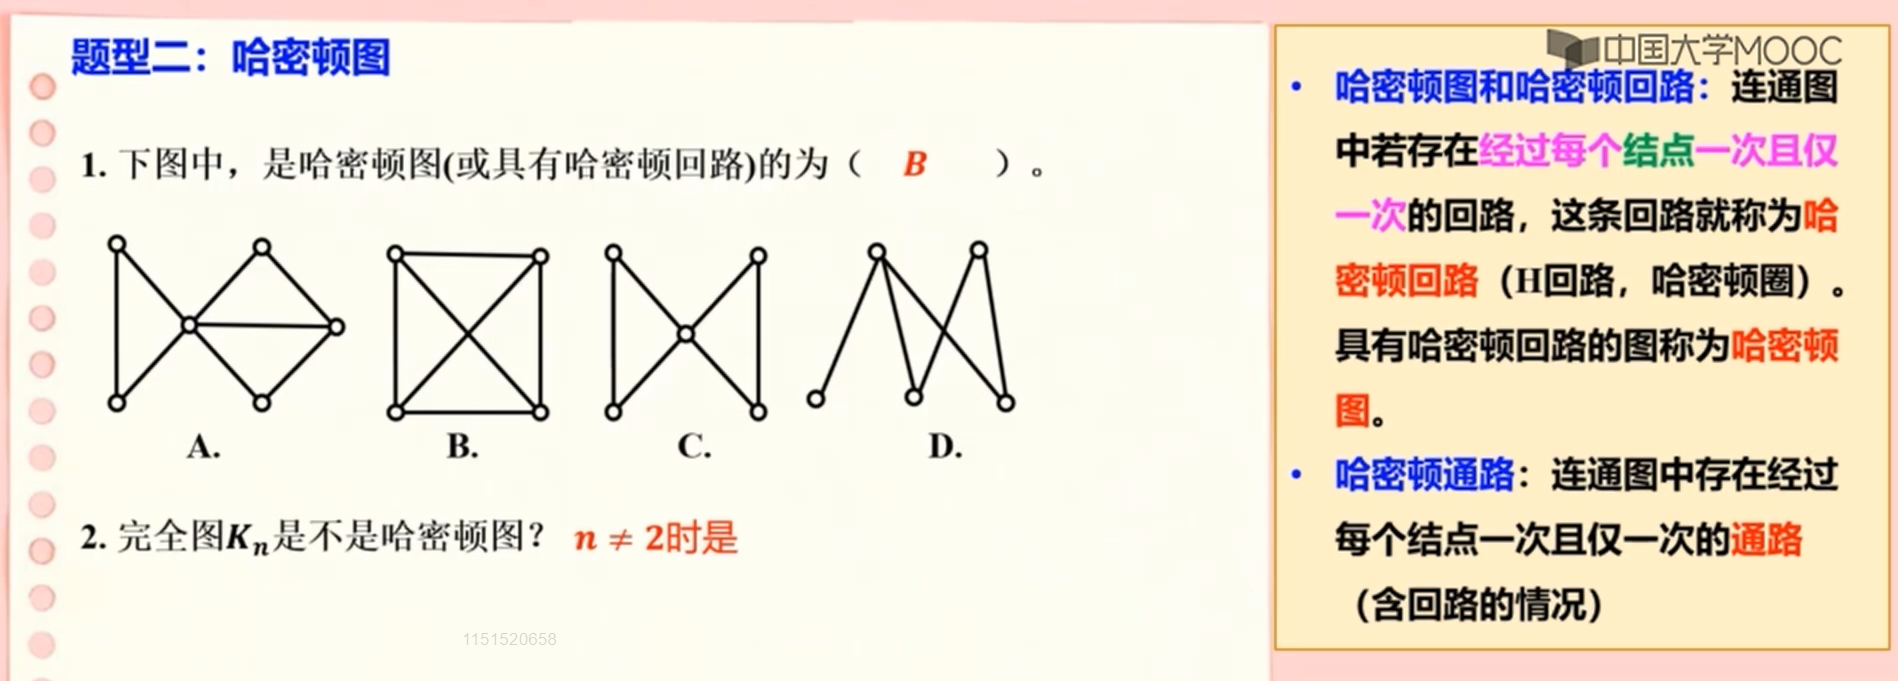 题型二：哈密顿图
1. 下图中，是哈密顿图(或具有哈密顿回路)的为（ B ）。
A. B. C. D.
2. 完全图Kₙ是不是哈密顿图？ n ≠ 2时是
1151520658
中国大学MOOC
• 哈密顿图和哈密顿回路：连通图
中若存在经过每个结点一次且仅
一次的回路，这条回路就称为哈
密顿回路（H回路，哈密顿圈）。
具有哈密顿回路的图称为哈密顿
图。
• 哈密顿通路：连通图中存在经过
每个结点一次且仅一次的通路
（含回路的情况）